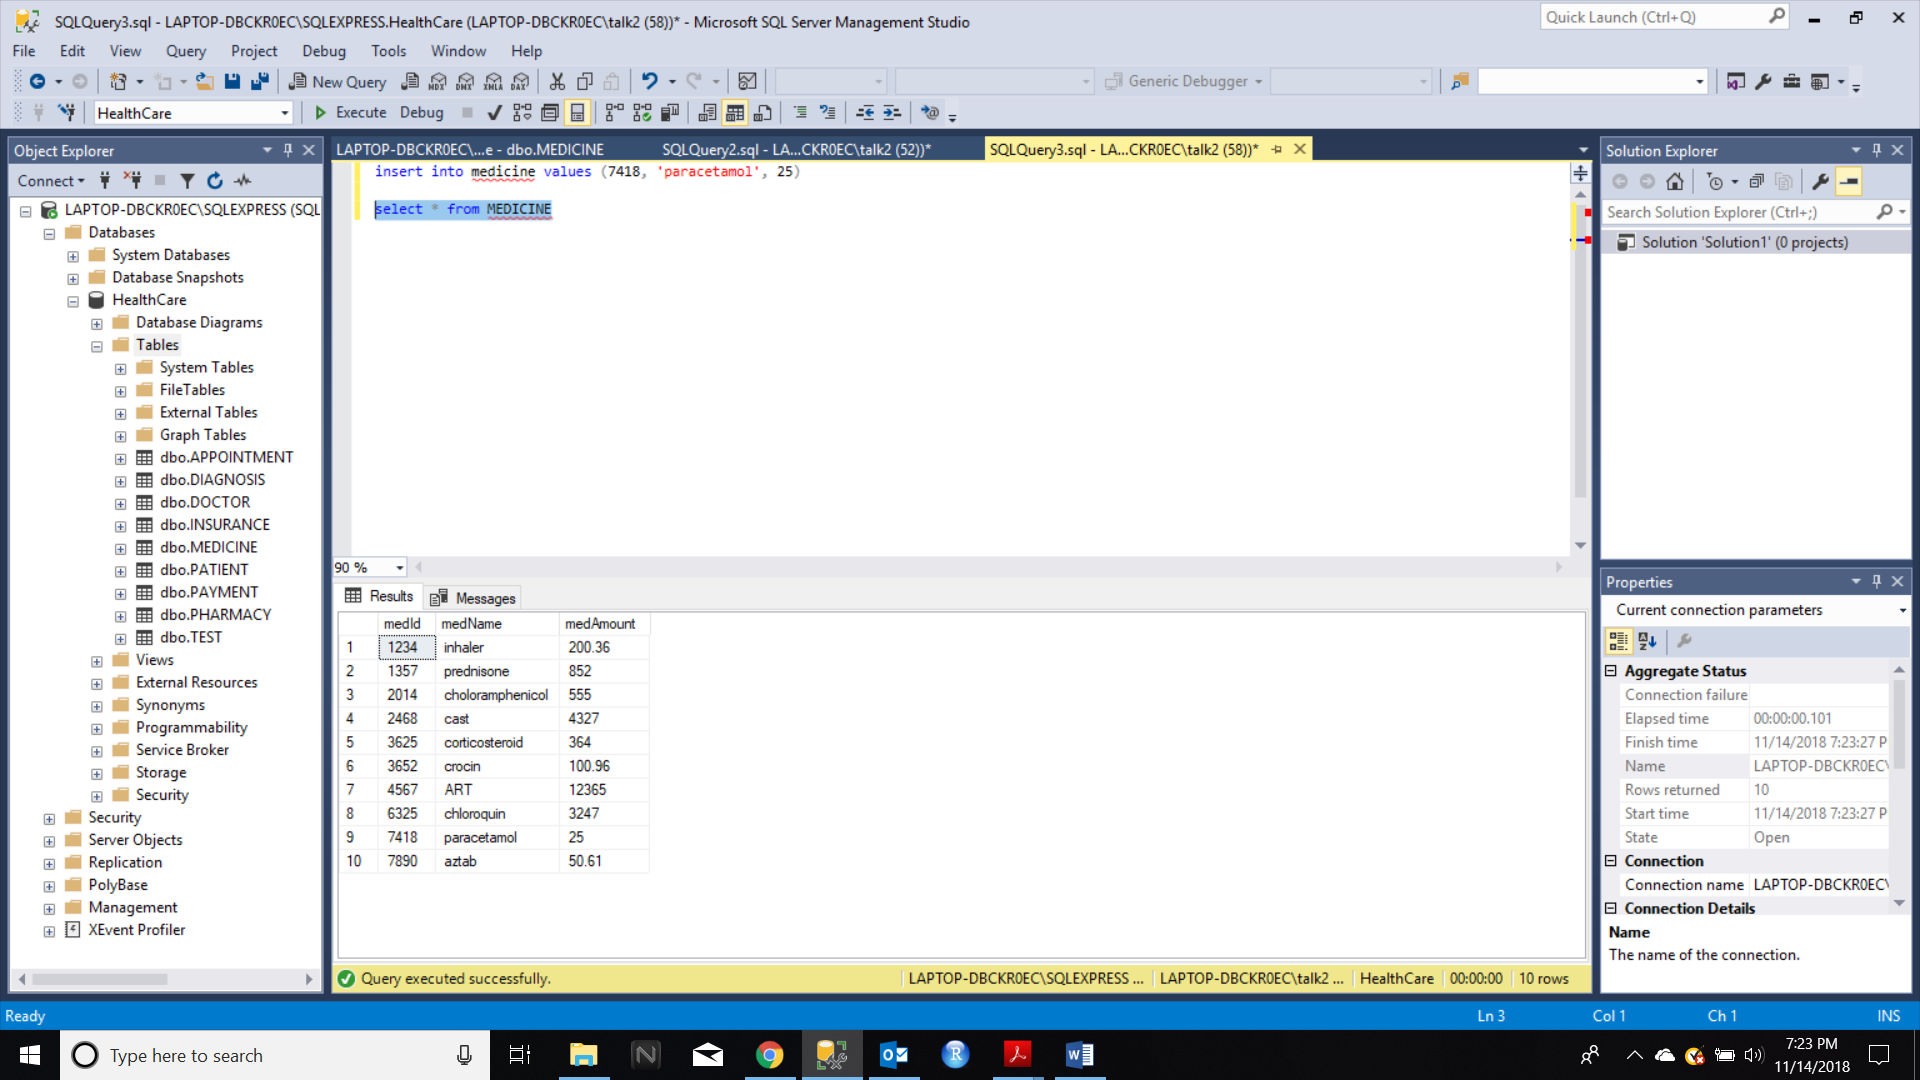 SQLQuery3.sql - LAPTOP-DBCKR0EC\SQLEXPRESS.HealthCare (LAPTOP-DBCKR0EC\talk2 (58))* - Microsoft SQL Server Management Studio
Quick Launch (Ctrl+Q)
File Edit View Query Project Debug Tools Window Help
New Query MDX DMX XMLA DAX Generic Debugger
HealthCare Execute Debug
Object Explorer
Connect
LAPTOP-DBCKR0EC\SQLEXPRESS (SQL
Databases
System Databases
Database Snapshots
HealthCare
Database Diagrams
Tables
System Tables
FileTables
External Tables
Graph Tables
dbo.APPOINTMENT
dbo.DIAGNOSIS
dbo.DOCTOR
dbo.INSURANCE
dbo.MEDICINE
dbo.PATIENT
dbo.PAYMENT
dbo.PHARMACY
dbo.TEST
Views
External Resources
Synonyms
Programmability
Service Broker
Storage
Security
Security
Server Objects
Replication
PolyBase
Management
XEvent Profiler
LAPTOP-DBCKR0EC\...e - dbo.MEDICINE SQLQuery2.sql - LA...CKR0EC\talk2 (52))* SQLQuery3.sql - LA...CKR0EC\talk2 (58))*
insert into medicine values (7418, 'paracetamol', 25)
select * from MEDICINE
90 %
Results Messages
medId medName medAmount
1 1234 inhaler 200.36
2 1357 prednisone 852
3 2014 choloramphenicol 555
4 2468 cast 4327
5 3625 corticosteroid 364
6 3652 crocin 100.96
7 4567 ART 12365
8 6325 chloroquin 3247
9 7418 paracetamol 25
10 7890 aztab 50.61
Query executed successfully. LAPTOP-DBCKR0EC\SQLEXPRESS ... LAPTOP-DBCKR0EC\talk2 ... HealthCare 00:00:00 10 rows
Solution Explorer
Search Solution Explorer (Ctrl+;)
Solution 'Solution1' (0 projects)
Properties
Current connection parameters
Aggregate Status
Connection failure
Elapsed time 00:00:00.101
Finish time 11/14/2018 7:23:27 P
Name LAPTOP-DBCKR0EC\
Rows returned 10
Start time 11/14/2018 7:23:27 P
State Open
Connection
Connection name LAPTOP-DBCKR0EC\
Connection Details
Name
The name of the connection.
Ready Ln 3 Col 1 Ch 1 INS
Type here to search
7:23 PM
11/14/2018